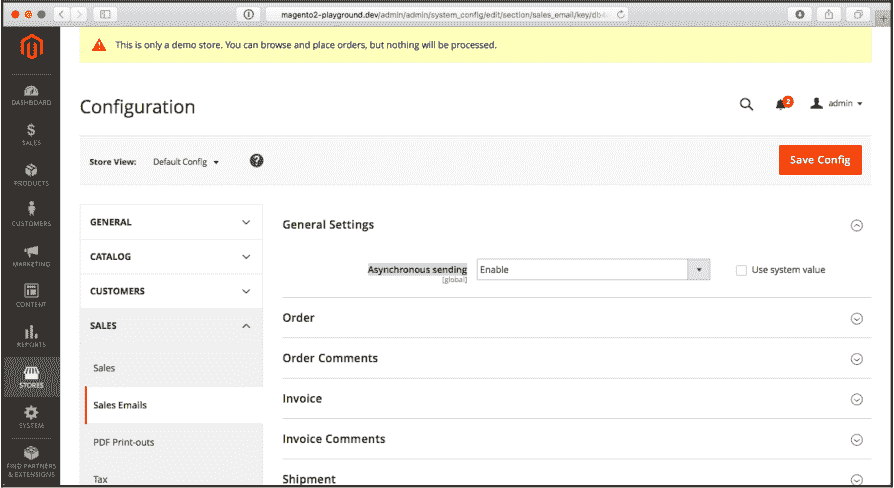 magento2-playground.dev/admin/admin/system_config/edit/section/sales_email/key/db4
This is only a demo store. You can browse and place orders, but nothing will be processed.
DASHBOARD
SALES
PRODUCTS
CUSTOMERS
MARKETING
CONTENT
REPORTS
STORES
SYSTEM
FIND PARTNERS
& EXTENSIONS
Configuration
2
admin
Store View:
Default Config
?
Save Config
GENERAL
CATALOG
CUSTOMERS
SALES
Sales
Sales Emails
PDF Print-outs
Tax
General Settings
Asynchronous sending
[global]
Enable
Use system value
Order
Order Comments
Invoice
Invoice Comments
Shipment